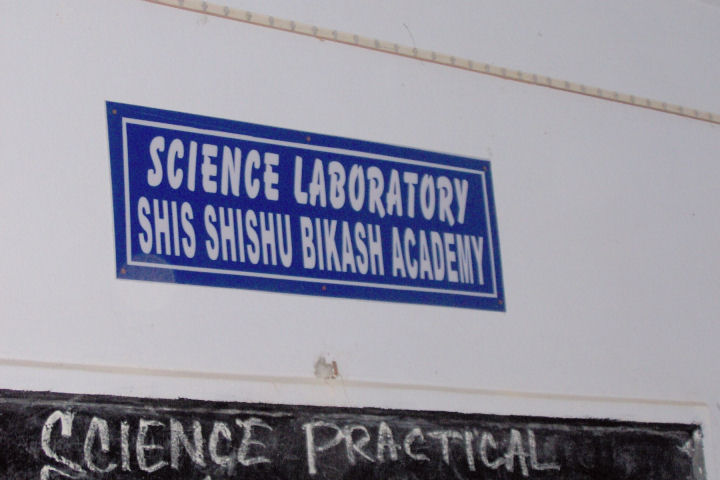 SCIENCE LABORATORY
SHIS SHISHU BIKASH ACADEMY
SCIENCE PRACTICAL